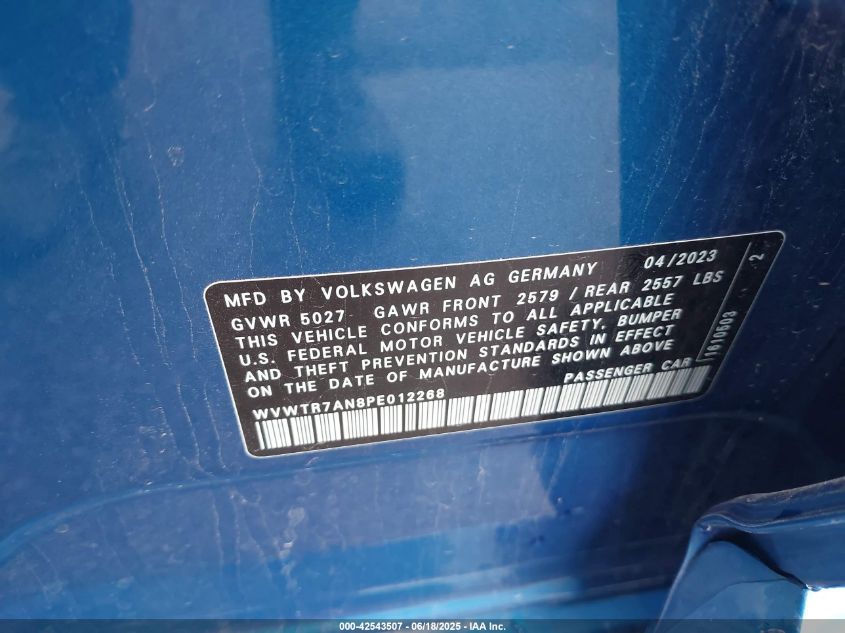 MFD BY VOLKSWAGEN AG GERMANY 04/2023
GVWR 5027 GAWR FRONT 2579 / REAR 2557 LBS
THIS VEHICLE CONFORMS TO ALL APPLICABLE
U.S. FEDERAL MOTOR VEHICLE SAFETY, BUMPER
AND THEFT PREVENTION STANDARDS IN EFFECT
ON THE DATE OF MANUFACTURE SHOWN ABOVE
PASSENGER CAR
WVWTR7AN8PE012268
/1610503 / 2
000-42543507 - 06/18/2025 - IAA Inc.